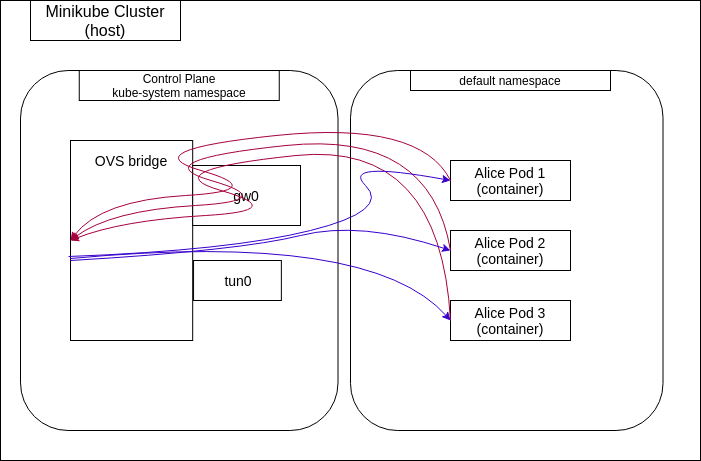 Minikube Cluster
(host)
Control Plane
kube-system namespace
default namespace
OVS bridge
gw0
tun0
Alice Pod 1
(container)
Alice Pod 2
(container)
Alice Pod 3
(container)